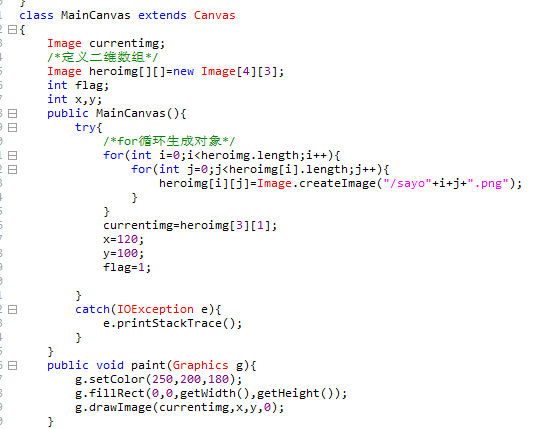 }
class MainCanvas extends Canvas
{
Image currentimg;
/*定义二维数组*/
Image heroimg[][]=new Image[4][3];
int flag;
int x,y;
public MainCanvas(){
try{
/*for循环生成对象*/
for(int i=0;i<heroimg.length;i++){
for(int j=0;j<heroimg[i].length;j++){
heroimg[i][j]=Image.createImage("/sayo"+i+j+".png");
}
}
currentimg=heroimg[3][1];
x=120;
y=100;
flag=1;
}
catch(IOException e){
e.printStackTrace();
}
}
public void paint(Graphics g){
g.setColor(250,200,180);
g.fillRect(0,0,getWidth(),getHeight());
g.drawImage(currentimg,x,y,0);
}